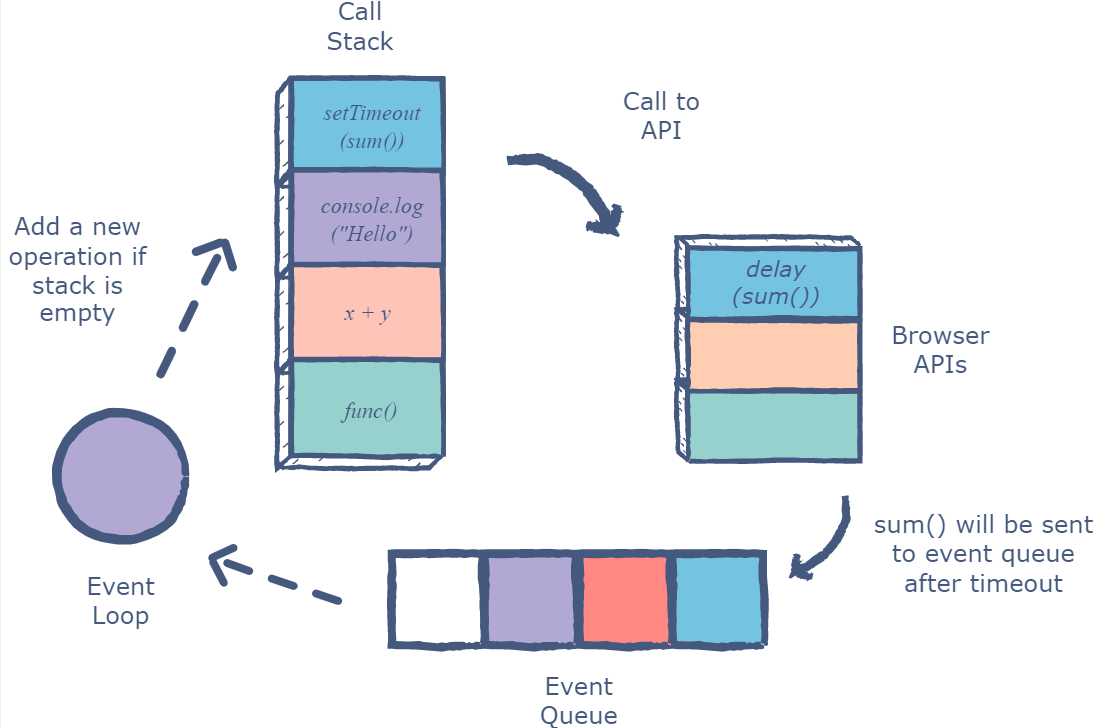 Call
Stack
setTimeout
(sum())
console.log
("Hello")
x + y
func()
Call to
API
delay
(sum())
Browser
APIs
sum() will be sent
to event queue
after timeout
Event
Queue
Event
Loop
Add a new
operation if
stack is
empty